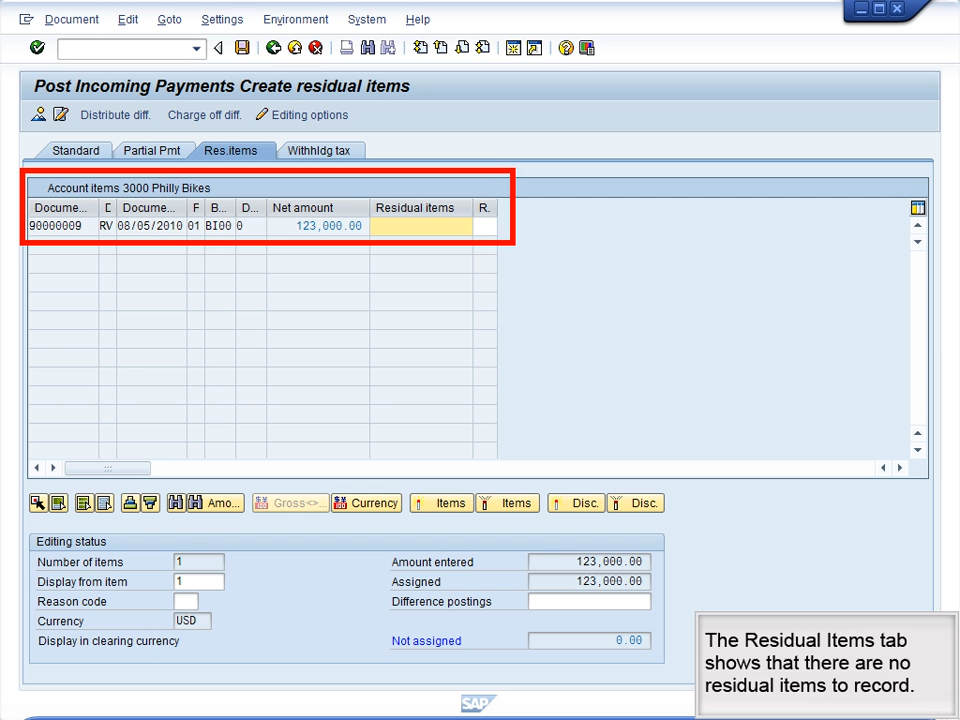 Document Edit Goto Settings Environment System Help
Post Incoming Payments Create residual items
Distribute diff. Charge off diff. Editing options
Standard Partial Pmt Res.items Withhldg tax
Account items 3000 Philly Bikes
Docume... D Docume... F B... D... Net amount Residual items R.
90000009 RV 08/05/2010 01 BI00 0 123,000.00
Amo... Gross<>... Currency Items Items Disc. Disc.
Editing status
Number of items 1 Amount entered 123,000.00
Display from item 1 Assigned 123,000.00
Reason code Difference postings
Currency USD
Display in clearing currency Not assigned 0.00
The Residual Items tab
shows that there are no
residual items to record.
SAP